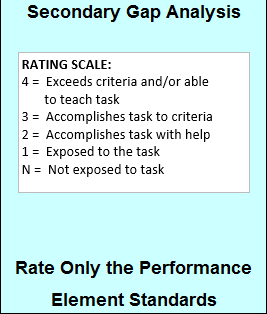 Secondary Gap Analysis
RATING SCALE:
4 = Exceeds criteria and/or able
to teach task
3 = Accomplishes task to criteria
2 = Accomplishes task with help
1 = Exposed to the task
N = Not exposed to task
Rate Only the Performance
Element Standards